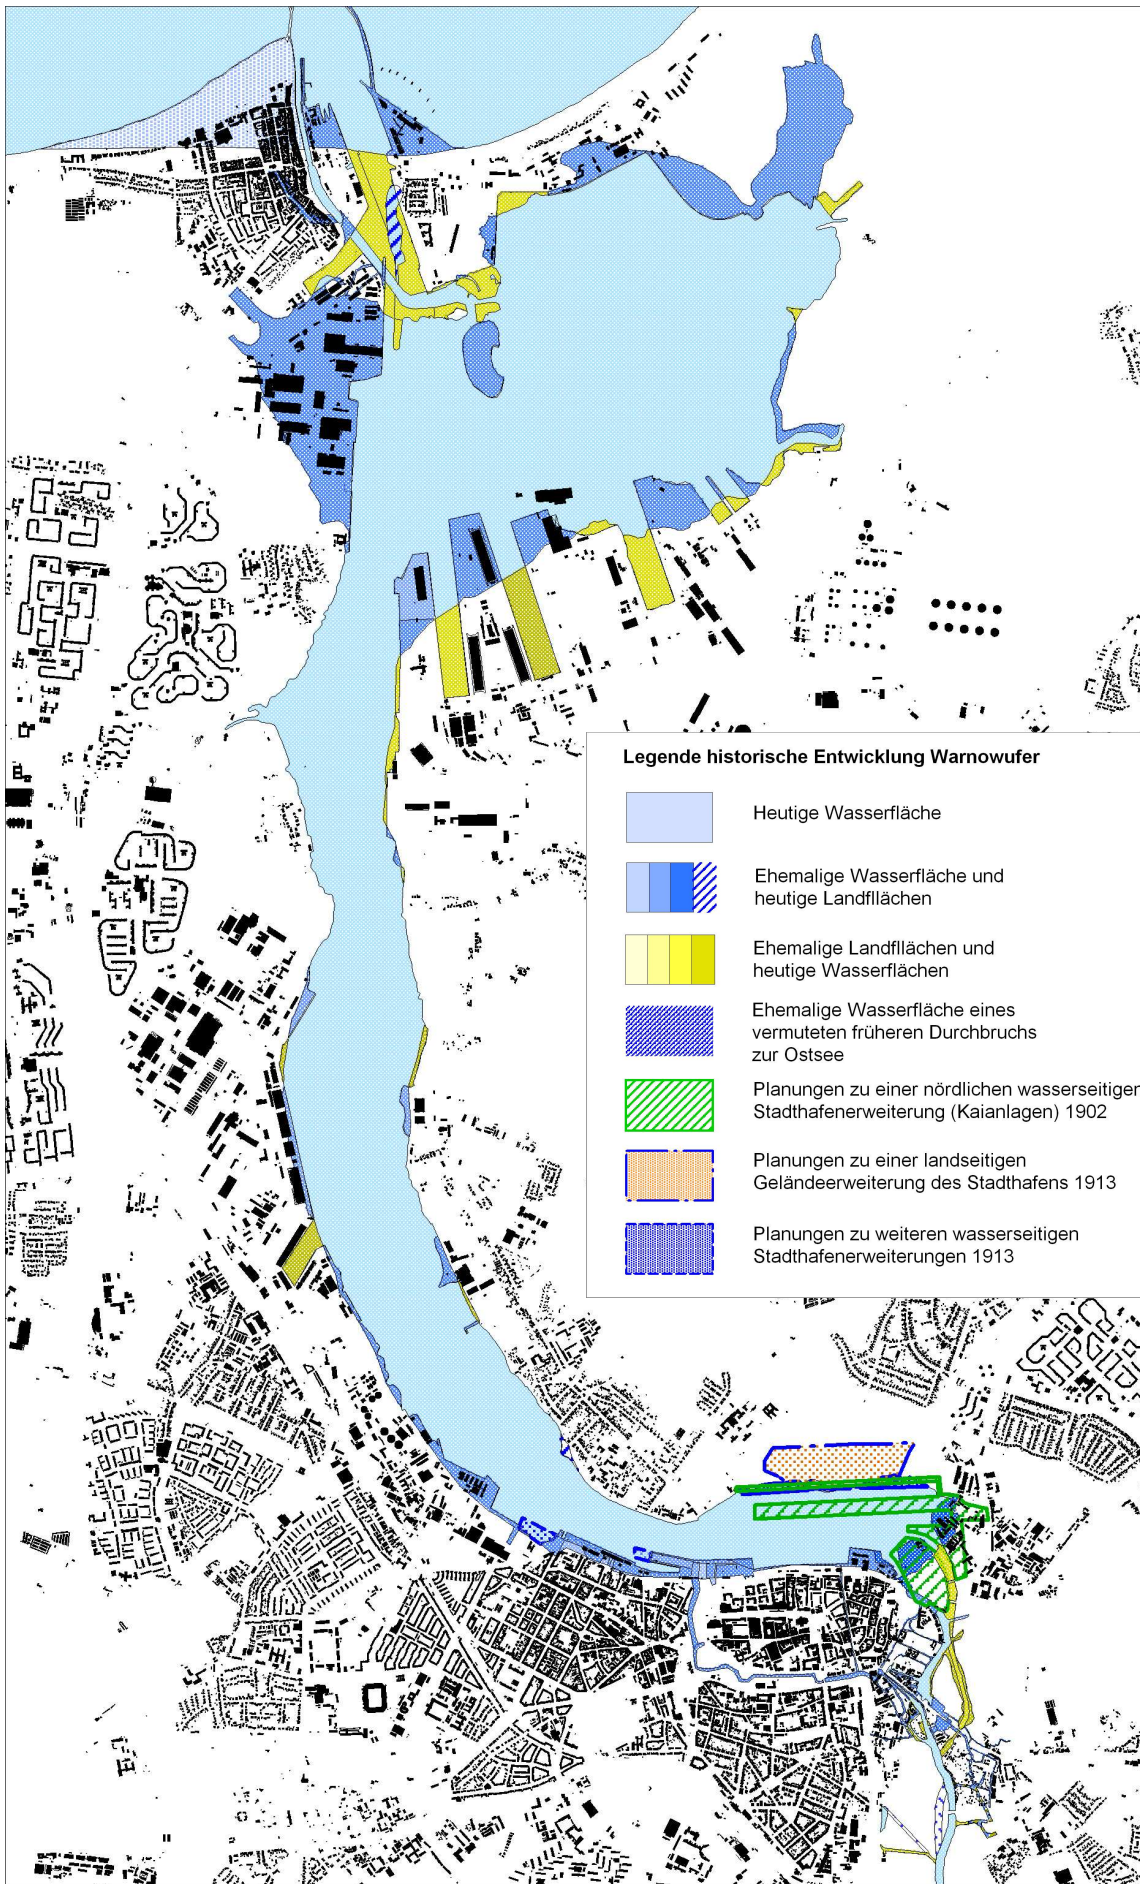 Legende historische Entwicklung Warnowufer
Heutige Wasserfläche
Ehemalige Wasserfläche und
heutige Landfllächen
Ehemalige Landfllächen und
heutige Wasserflächen
Ehemalige Wasserfläche eines
vermuteten früheren Durchbruchs
zur Ostsee
Planungen zu einer nördlichen wasserseitigen
Stadthafenerweiterung (Kaianlagen) 1902
Planungen zu einer landseitigen
Geländeerweiterung des Stadthafens 1913
Planungen zu weiteren wasserseitigen
Stadthafenerweiterungen 1913